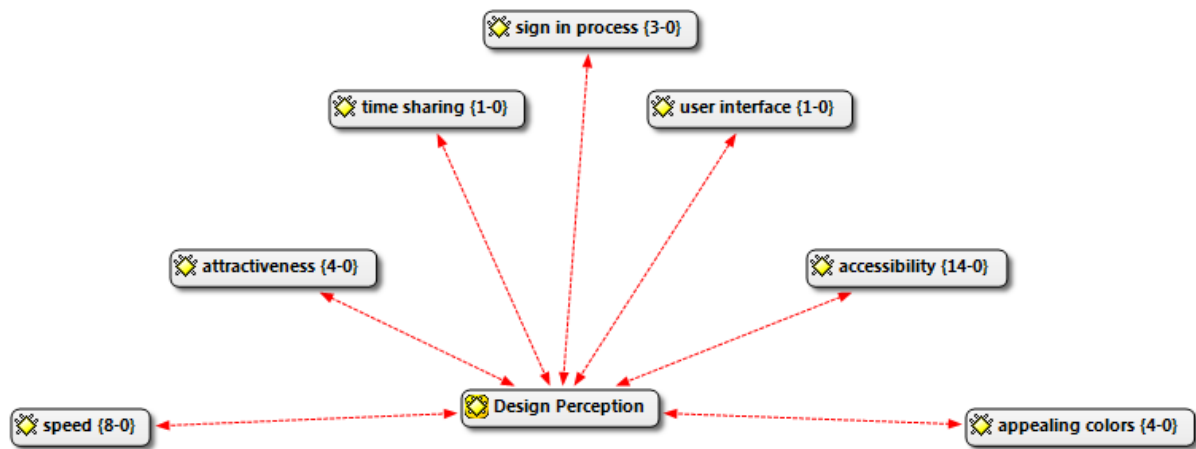 sign in process {3-0}
time sharing {1-0}
user interface {1-0}
attractiveness {4-0}
accessibility {14-0}
Design Perception
speed {8-0}
appealing colors {4-0}